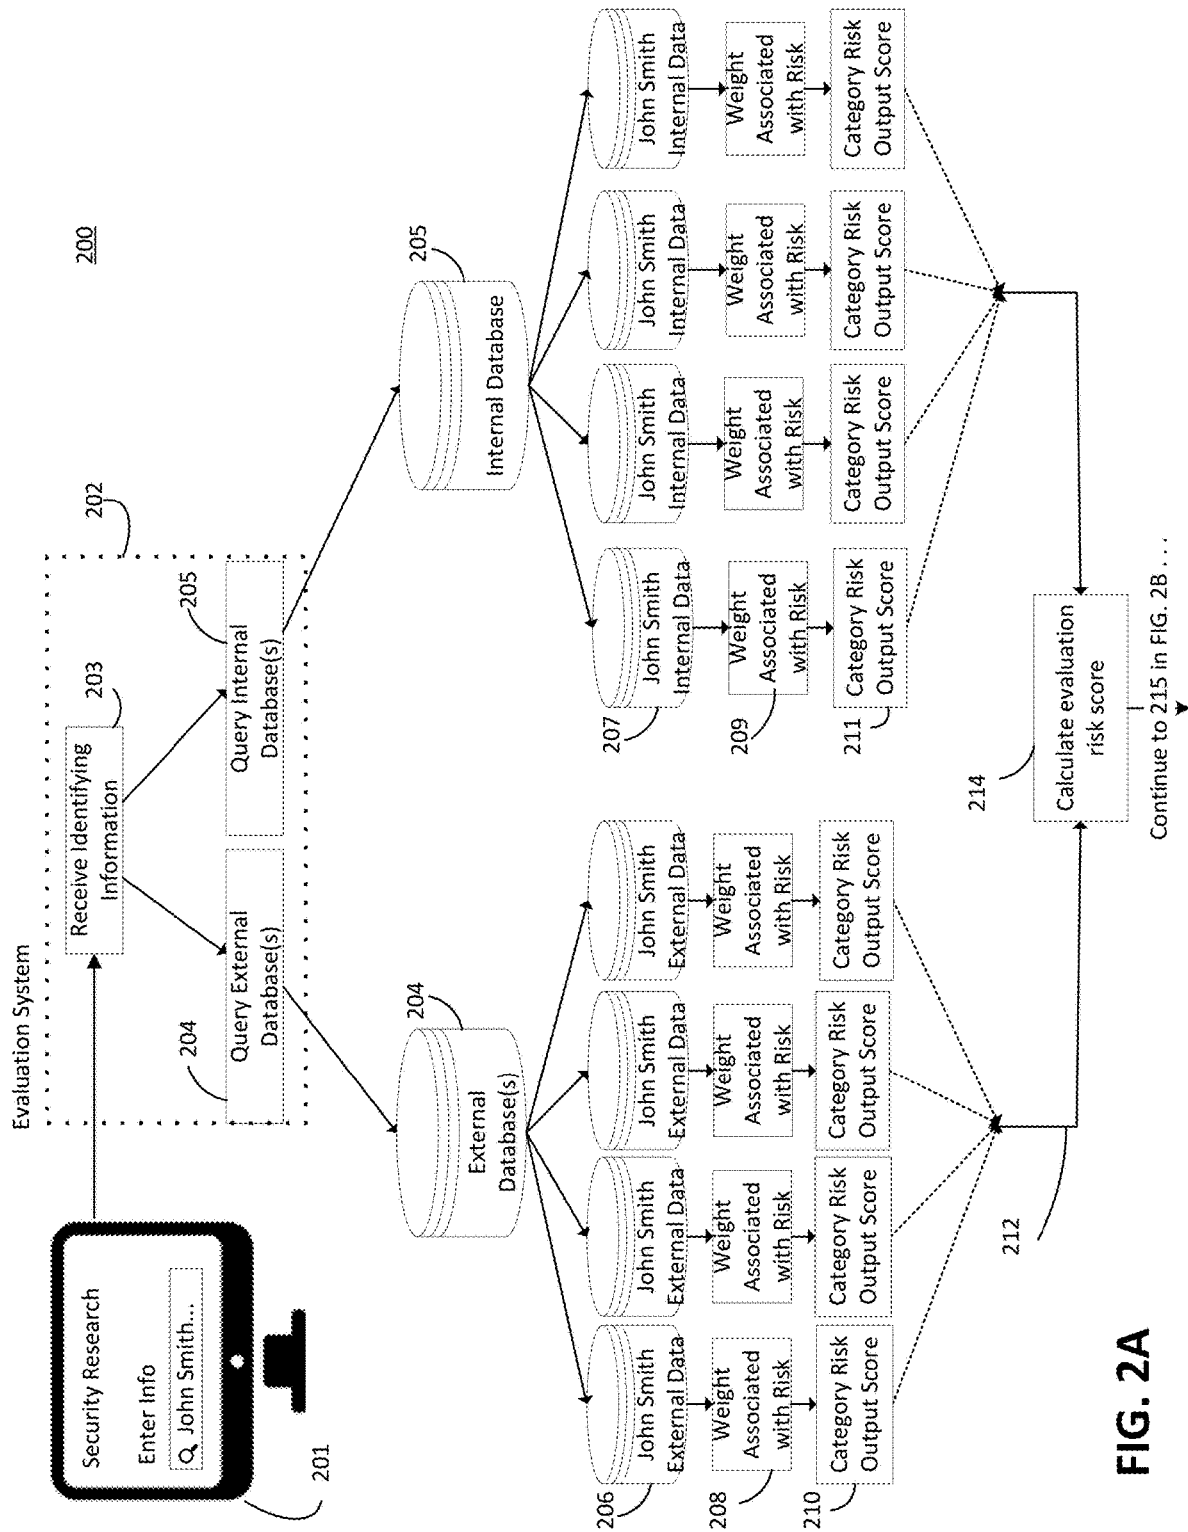 200
Evaluation System
202
Security Research
Enter Info
John Smith...
201
Receive Identifying
Information
203
204
Query External
Database(s)
205
Query Internal
Database(s)
External
Database(s)
204
Internal Database
205
206
John Smith
External Data
John Smith
External Data
John Smith
External Data
John Smith
External Data
207
John Smith
Internal Data
John Smith
Internal Data
John Smith
Internal Data
John Smith
Internal Data
208
Weight
Associated
with Risk
Weight
Associated
with Risk
Weight
Associated
with Risk
Weight
Associated
with Risk
209
Weight
Associated
with Risk
Weight
Associated
with Risk
Weight
Associated
with Risk
Weight
Associated
with Risk
210
Category Risk
Output Score
Category Risk
Output Score
Category Risk
Output Score
Category Risk
Output Score
211
Category Risk
Output Score
Category Risk
Output Score
Category Risk
Output Score
Category Risk
Output Score
212
214
Calculate evaluation
risk score
Continue to 215 in FIG. 2B . . .
FIG. 2A